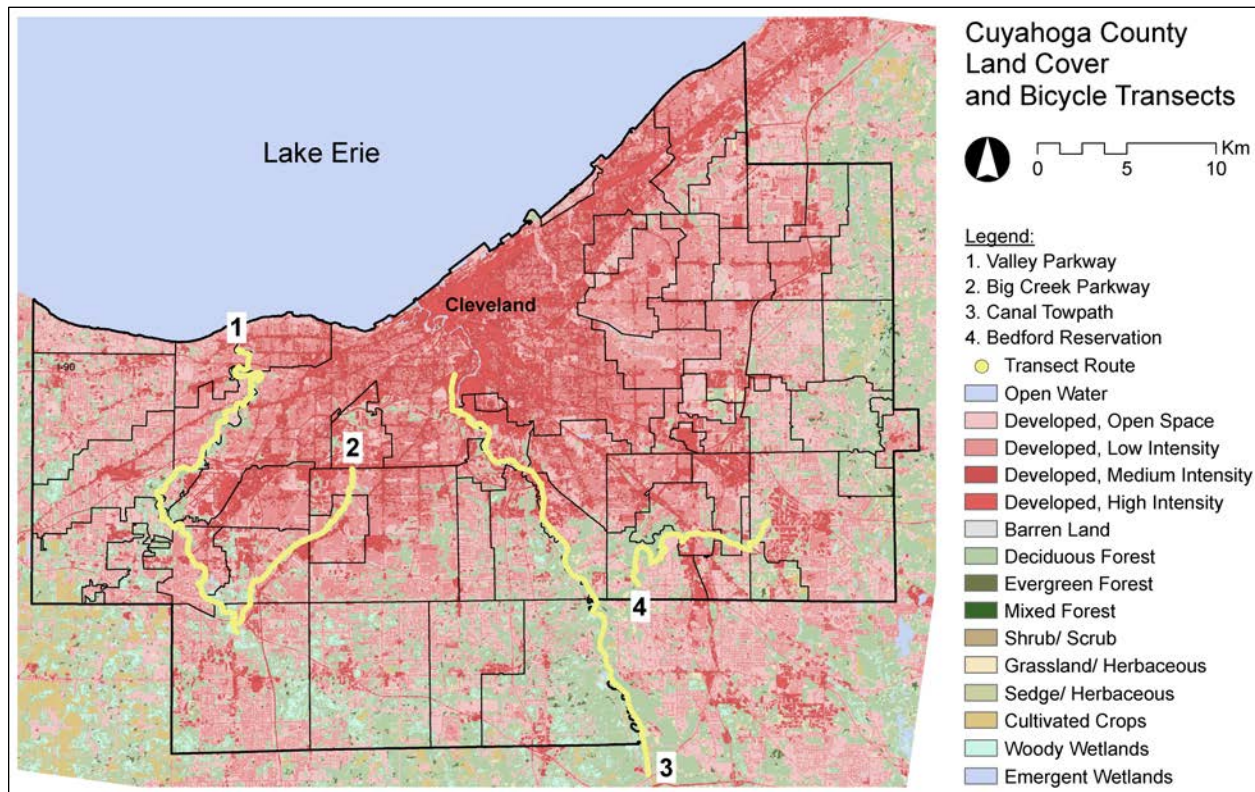 Cuyahoga County
Land Cover
and Bicycle Transects
Km
0 5 10
Lake Erie
Cleveland
I-90
1
2
3
4
Legend:
1. Valley Parkway
2. Big Creek Parkway
3. Canal Towpath
4. Bedford Reservation
Transect Route
Open Water
Developed, Open Space
Developed, Low Intensity
Developed, Medium Intensity
Developed, High Intensity
Barren Land
Deciduous Forest
Evergreen Forest
Mixed Forest
Shrub/ Scrub
Grassland/ Herbaceous
Sedge/ Herbaceous
Cultivated Crops
Woody Wetlands
Emergent Wetlands